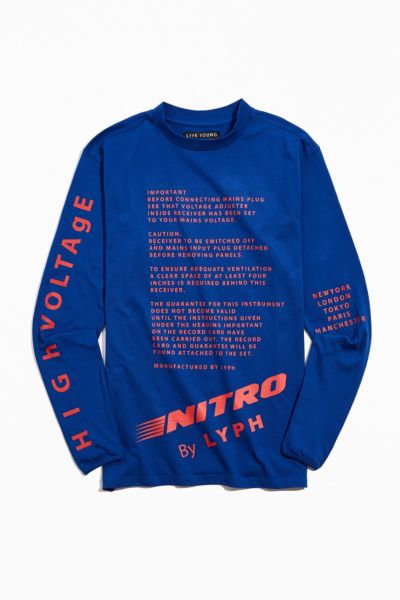 LIVE YOUNG
IMPORTANT
BEFORE CONNECTING MAINS PLUG
SEE THAT VOLTAGE ADJUSTER
INSIDE RECEIVER HAS BEEN SET
TO YOUR MAINS VOLTAGE.
CAUTION.
RECEIVER TO BE SWITCHED OFF
AND MAINS INPUT PLUG DETACHED
BEFORE REMOVING PANELS.
TO ENSURE ADEQUATE VENTILATION
A CLEAR SPACE OF AT LEAST FOUR
INCHES IS REQUIRED BEHIND THIS
RECEIVER.
THE GUARANTEE FOR THIS INSTRUMENT
DOES NOT BECOME VALID
UNTIL THE INSTRUCTIONS GIVEN
UNDER THE HEADING IMPORTANT
ON THE RECORD CARD HAVE
BEEN CARRIED OUT. THE RECORD
CARD AND GUARANTEE WILL BE
FOUND ATTACHED TO THE SET.
MANUFACTURED BY LYPH
NITRO
By LYPH
HIGhVOLTAgE
NEWYORK
LONDON
TOKYO
PARIS
MANCHESTER